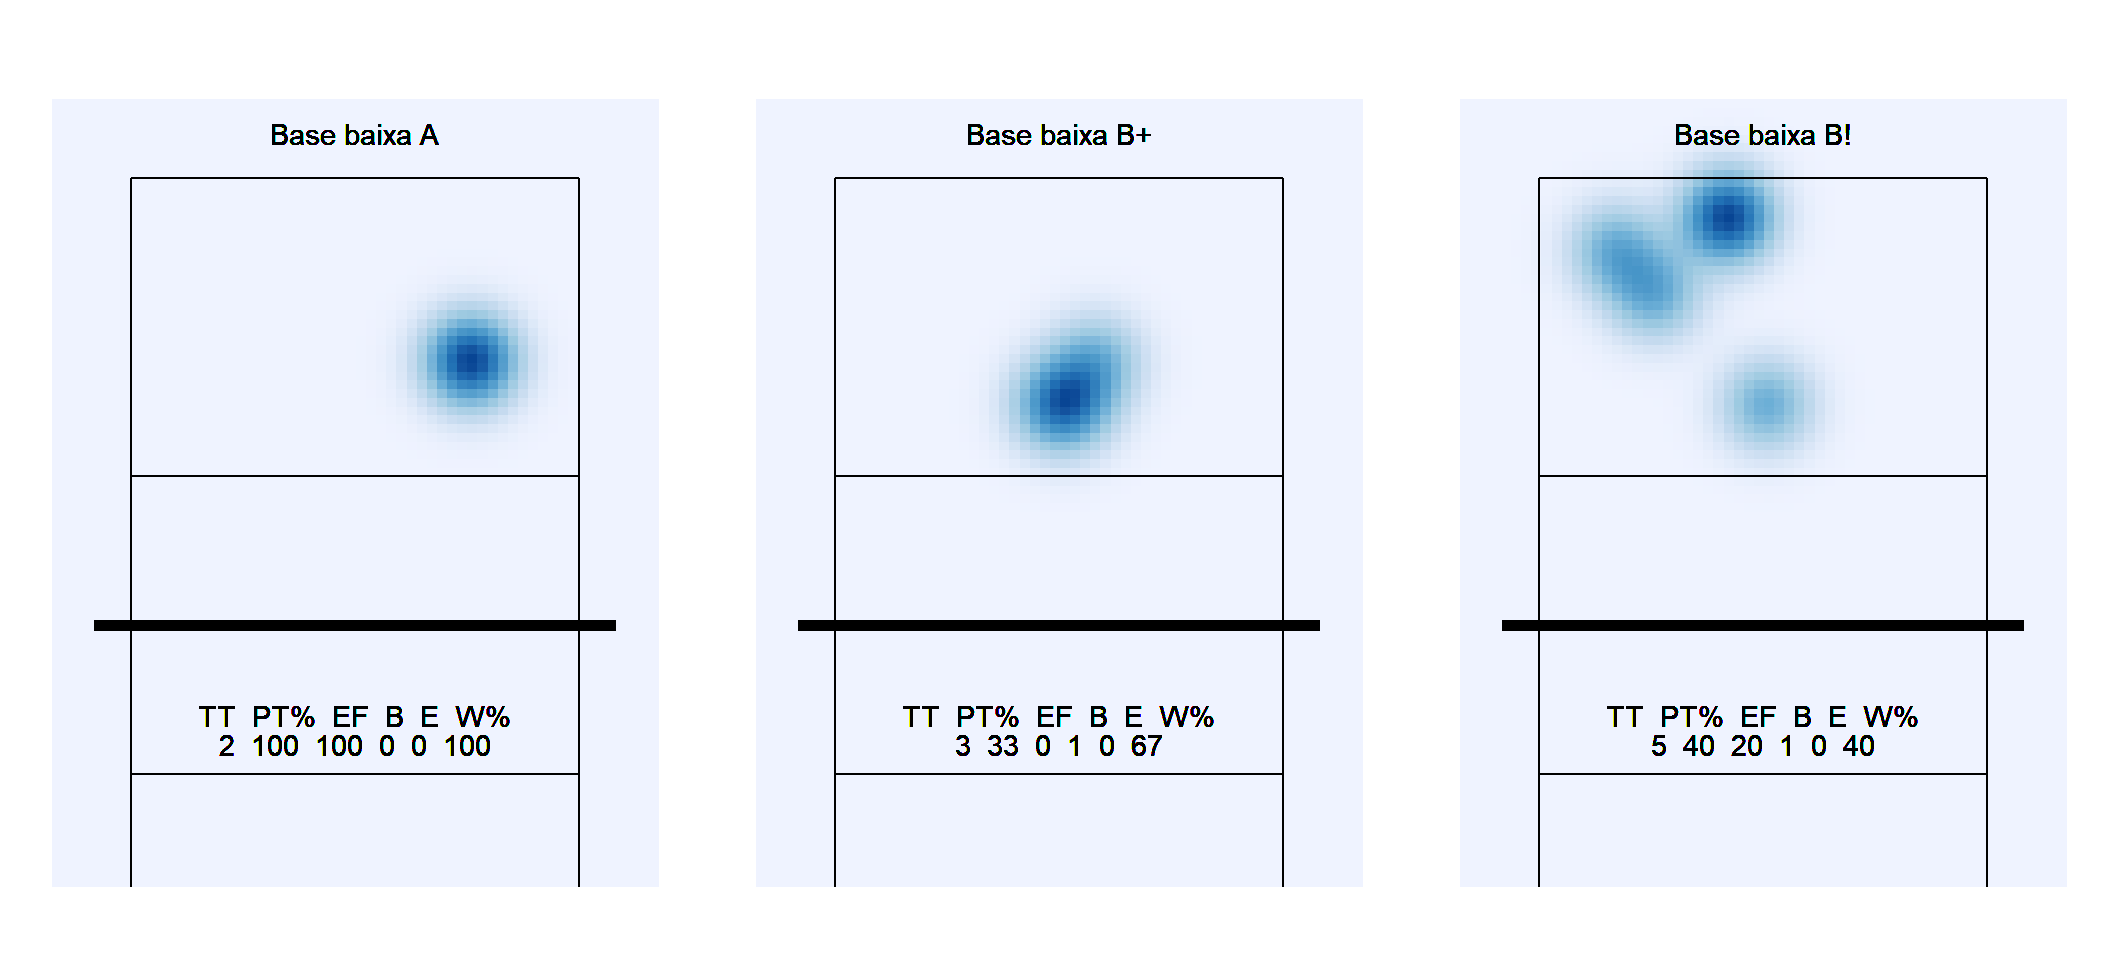 Base baixa A
TT PT% EF B E W%
2 100 100 0 0 100
Base baixa B+
TT PT% EF B E W%
3 33 0 1 0 67
Base baixa B!
TT PT% EF B E W%
5 40 20 1 0 40